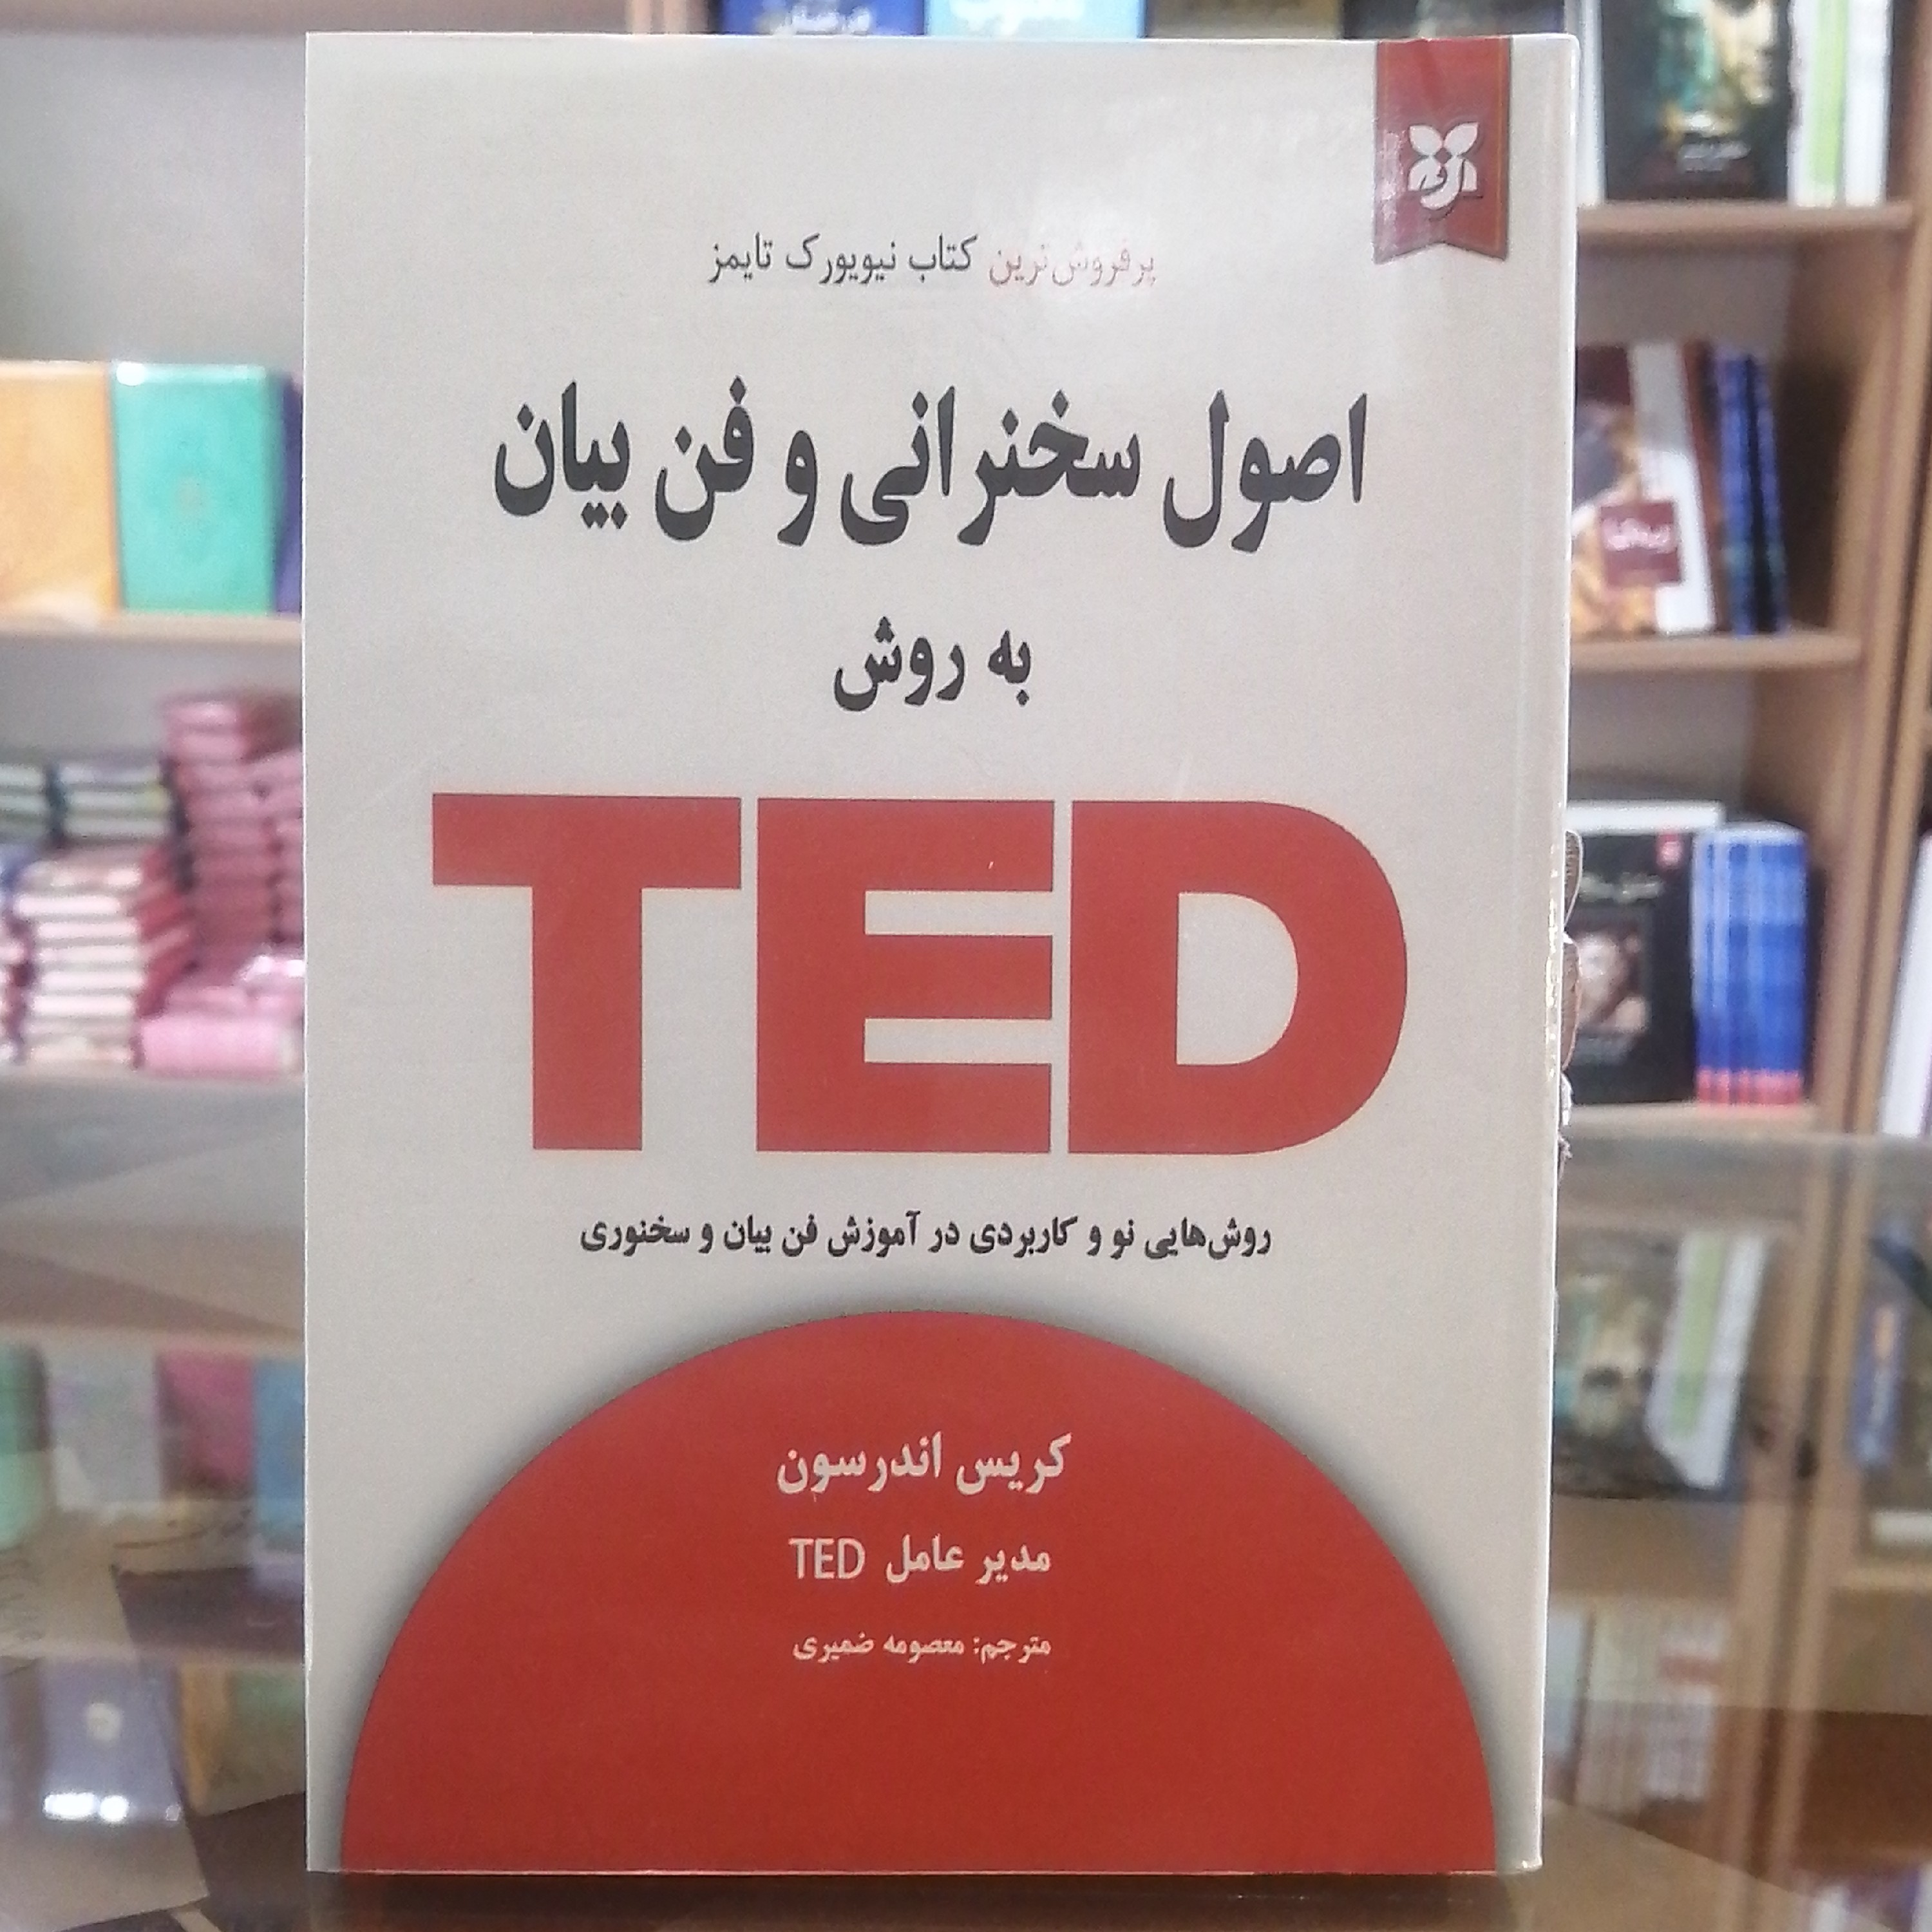 پرفروش‌ترین کتاب نیویورک تایمز
اصول سخنرانی و فن بیان
به روش
TED
روش‌هایی نو و کاربردی در آموزش فن بیان و سخنوری
کریس اندرسون
مدیر عامل TED
مترجم: معصومه ضمیری